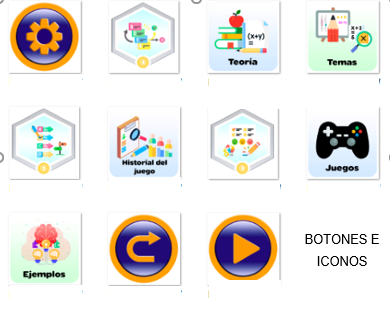 Teoría
(x+y)
=
Temas
Historial del
juego
Juegos
Ejemplos
BOTONES E
ICONOS